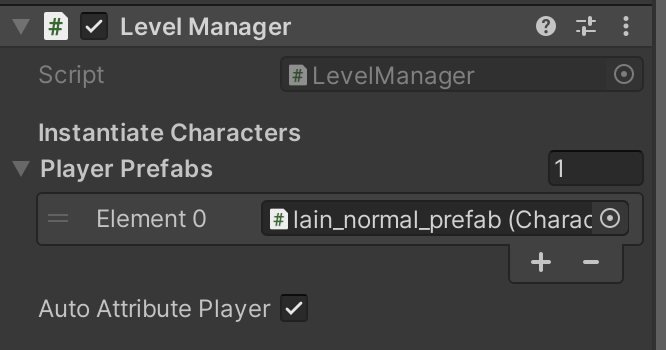 Level Manager
Script LevelManager
Instantiate Characters
Player Prefabs 1
Element 0 lain_normal_prefab (Charac
Auto Attribute Player